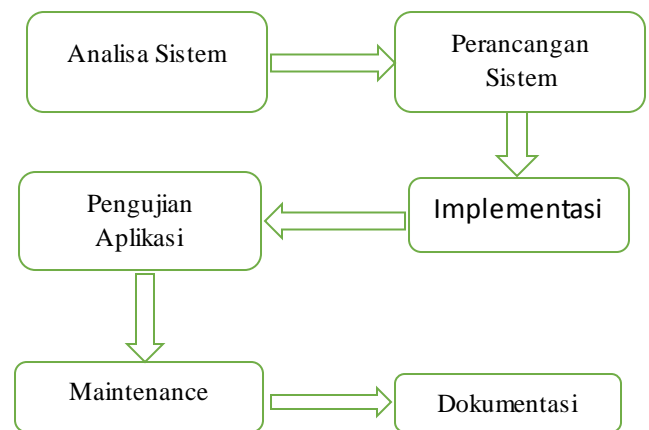 Analisa Sistem
Perancangan
Sistem
Implementasi
Pengujian
Aplikasi
Maintenance
Dokumentasi